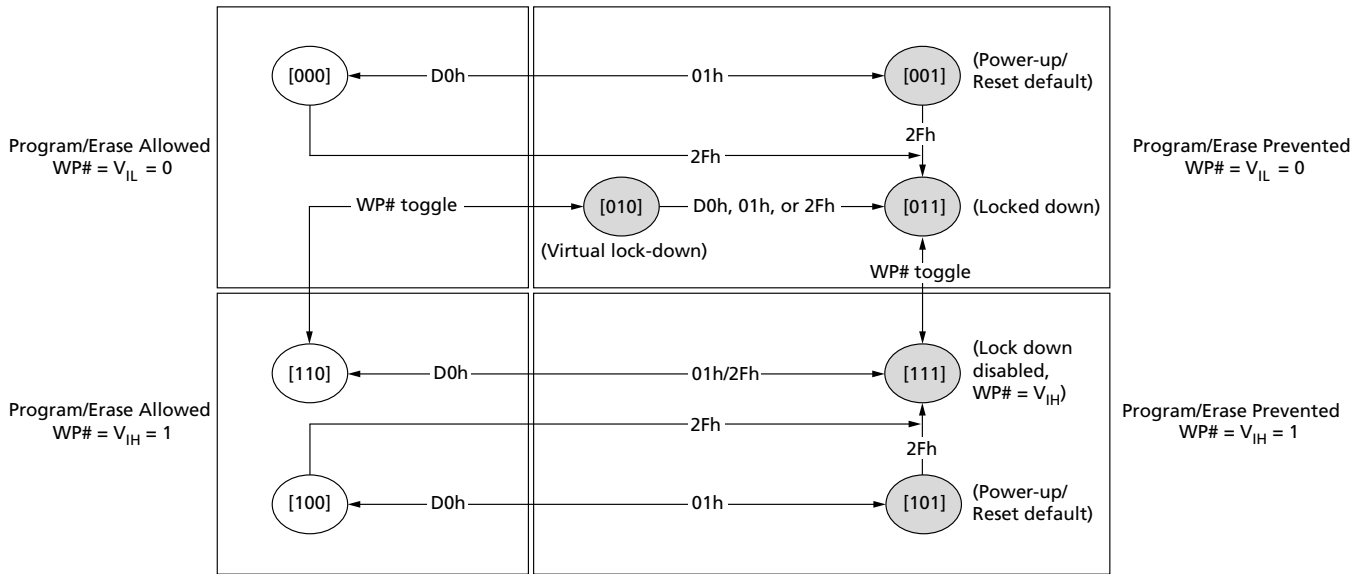 [000]
D0h
01h
[001]
(Power-up/
Reset default)
2Fh
2Fh
Program/Erase Allowed
WP# = VIL = 0
Program/Erase Prevented
WP# = VIL = 0
WP# toggle
[010]
D0h, 01h, or 2Fh
[011]
(Locked down)
(Virtual lock-down)
WP# toggle
[110]
D0h
01h/2Fh
[111]
(Lock down
disabled,
WP# = VIH)
Program/Erase Allowed
WP# = VIH = 1
Program/Erase Prevented
WP# = VIH = 1
2Fh
2Fh
[100]
D0h
01h
[101]
(Power-up/
Reset default)